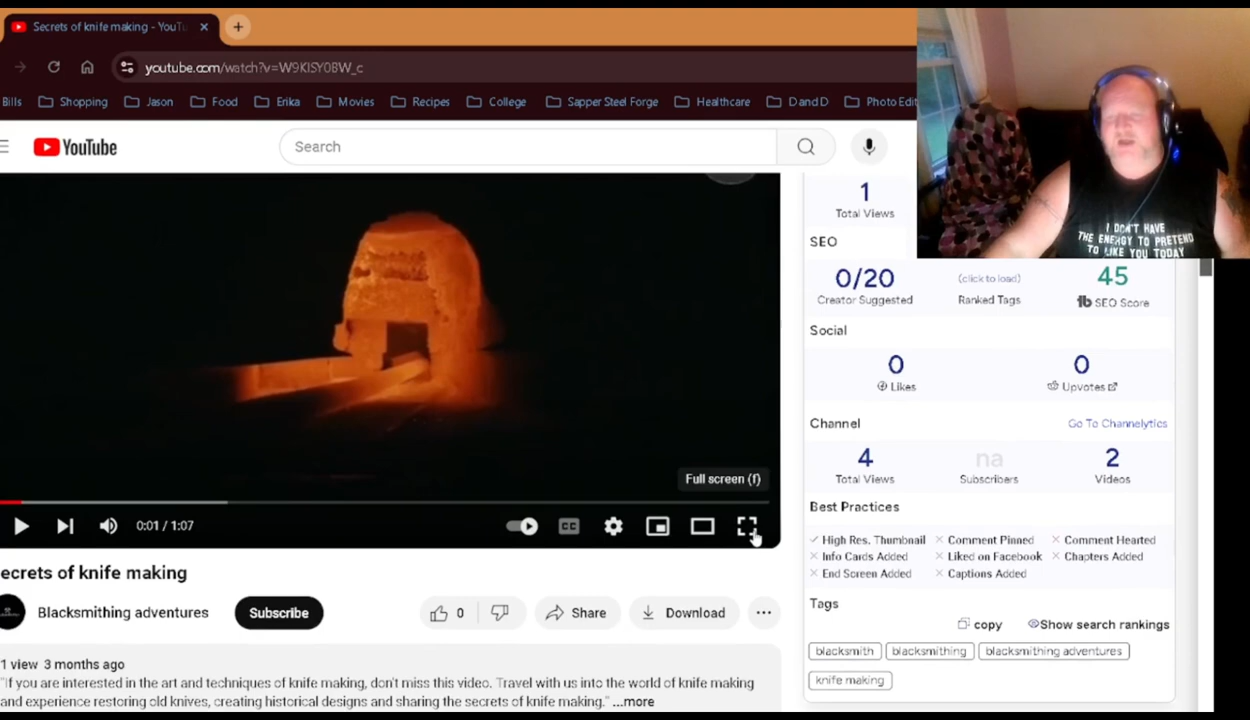 Secrets of knife making - YouTu
youtube.com/watch?v=W9KlSY0BW_c
Bills Shopping Jason Food Erika Movies Recipes College Sapper Steel Forge Healthcare D and D Photo Edit
YouTube
Search
I DON'T HAVE
THE ENERGY TO PRETEND
TO LIKE YOU TODAY
1
Total Views
SEO
0/20 (click to load) 45
Creator Suggested Ranked Tags tb SEO Score
Social
0 0
Likes Upvotes
Channel Go To Channelytics
4 na 2
Total Views Subscribers Videos
Best Practices
High Res. Thumbnail Comment Pinned Comment Hearted
Info Cards Added Liked on Facebook Chapters Added
End Screen Added Captions Added
Tags
copy Show search rankings
blacksmith blacksmithing blacksmithing adventures
knife making
Full screen (f)
0:01 / 1:07 CC
ecrets of knife making
Blacksmithing adventures Subscribe 0 Share Download
1 view 3 months ago
"If you are interested in the art and techniques of knife making, don't miss this video. Travel with us into the world of knife making
and experience restoring old knives, creating historical designs and sharing the secrets of knife making." ...more